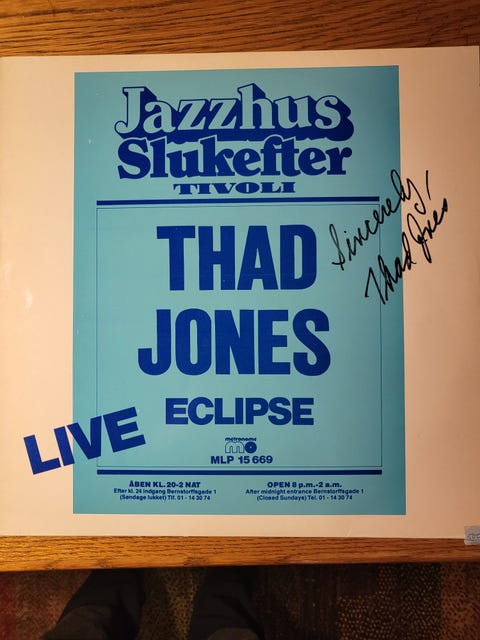 Jazzhus
Slukefter
TIVOLI
Sincerely,
Thad Jones
THAD
JONES
ECLIPSE
LIVE
metronome
MLP 15 669
ÅBEN KL. 20-2 NAT
Efter kl. 24 indgang Bernstorffsgade 1
(Søndage lukket) Tlf. 01 - 14 30 74
OPEN 8 p.m.-2 a.m.
After midnight entrance Bernstorffsgade 1
(Closed Sundays) Tel. 01 - 14 30 74